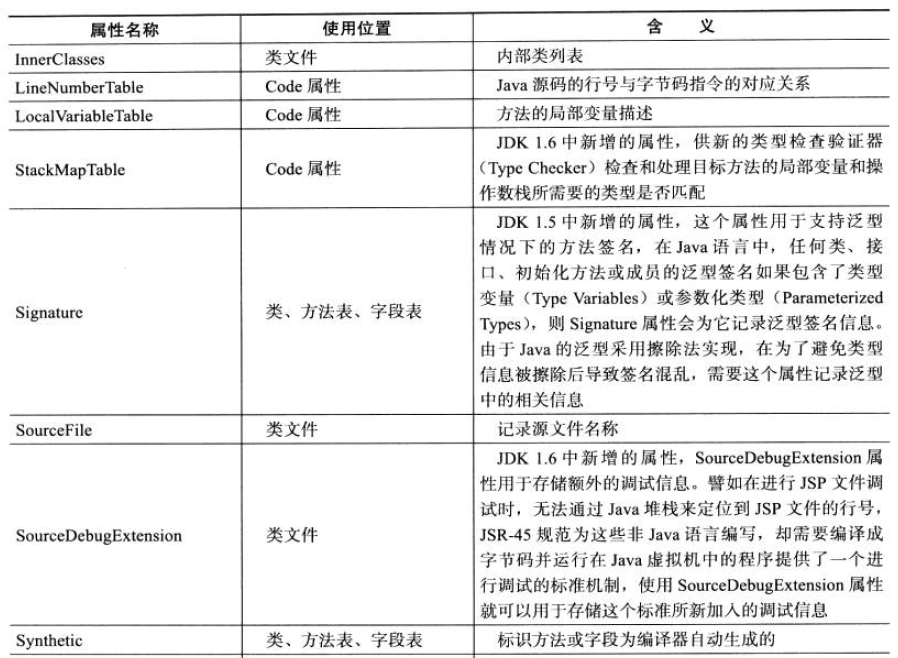 属性名称 使用位置 含 义
InnerClasses 类文件 内部类列表
LineNumberTable Code 属性 Java 源码的行号与字节码指令的对应关系
LocalVariableTable Code 属性 方法的局部变量描述
JDK 1.6 中新增的属性，供新的类型检查验证器
StackMapTable Code 属性 （Type Checker）检查和处理目标方法的局部变量和操
作数栈所需要的类型是否匹配
JDK 1.5 中新增的属性，这个属性用于支持泛型
情况下的方法签名，在 Java 语言中，任何类、接
口、初始化方法或成员的泛型签名如果包含了类型
Signature 类、方法表、字段表 变量（Type Variables）或参数化类型（Parameterized
Types），则 Signature 属性会为它记录泛型签名信息。
由于 Java 的泛型采用擦除法实现，在为了避免类型
信息被擦除后导致签名混乱，需要这个属性记录泛型
中的相关信息
SourceFile 类文件 记录源文件名称
JDK 1.6 中新增的属性，SourceDebugExtension 属
性用于存储额外的调试信息。譬如在进行 JSP 文件调
试时，无法通过 Java 堆栈来定位到 JSP 文件的行号，
SourceDebugExtension 类文件 JSR-45 规范为这些非 Java 语言编写，却需要编译成
字节码并运行在 Java 虚拟机中的程序提供了一个进
行调试的标准机制，使用 SourceDebugExtension 属性
就可以用于存储这个标准所新加入的调试信息
Synthetic 类、方法表、字段表 标识方法或字段为编译器自动生成的